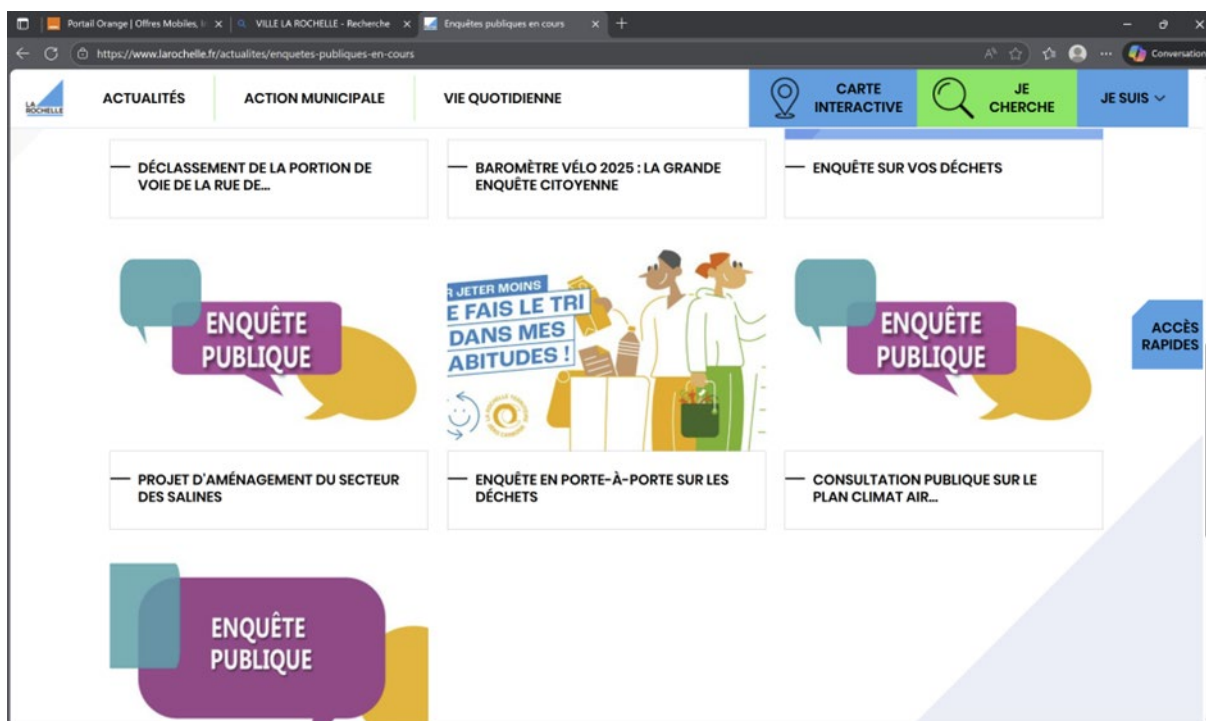 Portail Orange | Offres Mobiles, I
VILLE LA ROCHELLE - Recherche
Enquêtes publiques en cours
https://www.larochelle.fr/actualites/enquetes-publiques-en-cours
Conversation
LA
ROCHELLE
ACTUALITÉS
ACTION MUNICIPALE
VIE QUOTIDIENNE
CARTE
INTERACTIVE
JE
CHERCHE
JE SUIS
DÉCLASSEMENT DE LA PORTION DE
VOIE DE LA RUE DE...
BAROMÈTRE VÉLO 2025 : LA GRANDE
ENQUÊTE CITOYENNE
ENQUÊTE SUR VOS DÉCHETS
ENQUÊTE
PUBLIQUE
R JETER MOINS
E FAIS LE TRI
DANS MES
ABITUDES !
ENQUÊTE
PUBLIQUE
ACCÈS
RAPIDES
PROJET D'AMÉNAGEMENT DU SECTEUR
DES SALINES
ENQUÊTE EN PORTE-À-PORTE SUR LES
DÉCHETS
CONSULTATION PUBLIQUE SUR LE
PLAN CLIMAT AIR...
ENQUÊTE
PUBLIQUE